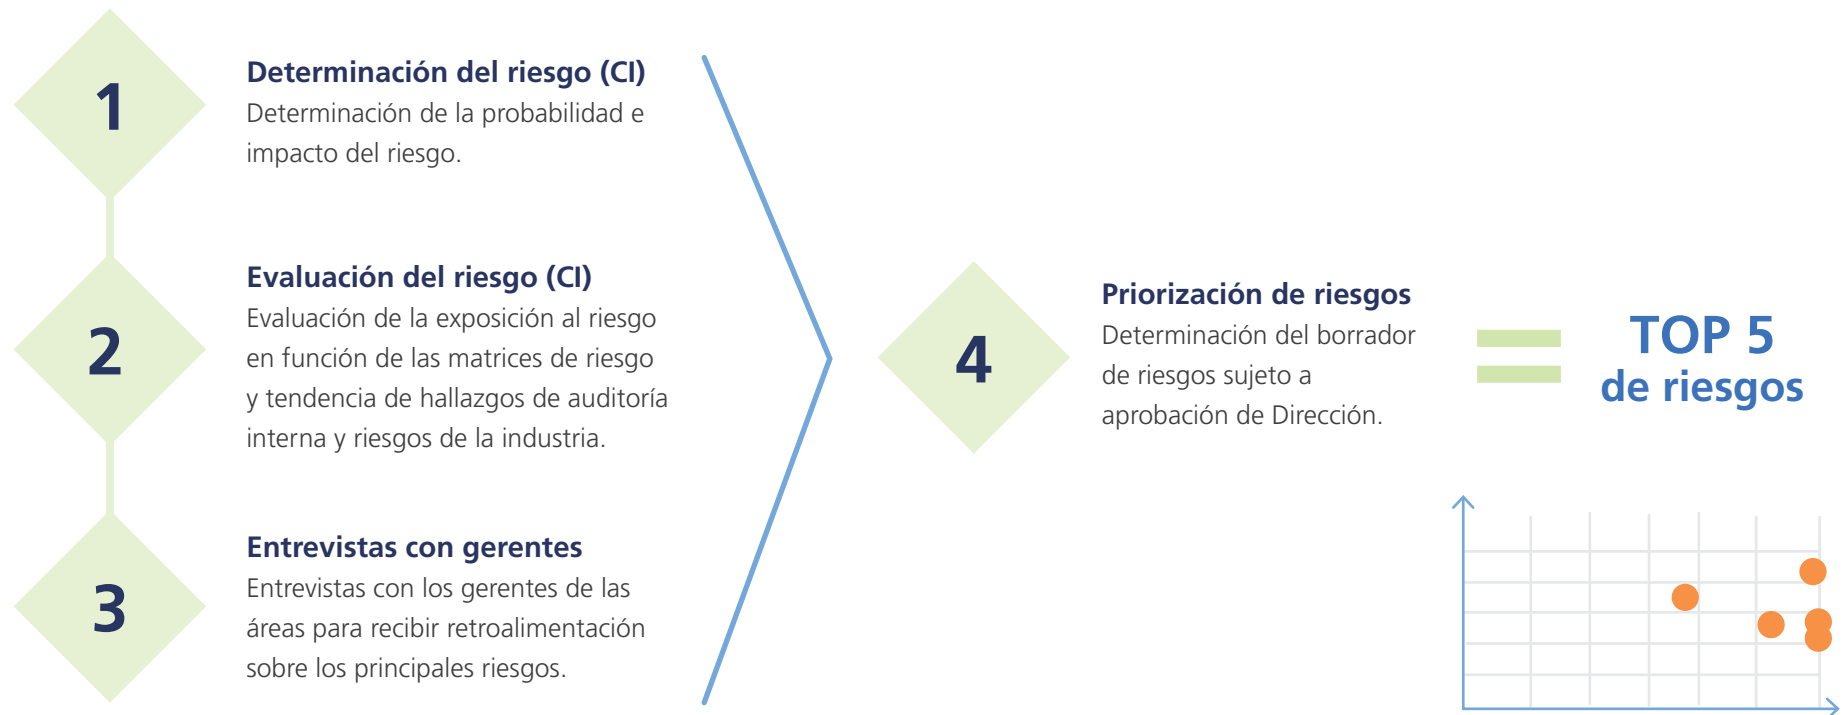 1
Determinación del riesgo (CI)
Determinación de la probabilidad e
impacto del riesgo.
2
Evaluación del riesgo (CI)
Evaluación de la exposición al riesgo
en función de las matrices de riesgo
y tendencia de hallazgos de auditoría
interna y riesgos de la industria.
3
Entrevistas con gerentes
Entrevistas con los gerentes de las
áreas para recibir retroalimentación
sobre los principales riesgos.
4
Priorización de riesgos
Determinación del borrador
de riesgos sujeto a
aprobación de Dirección.
TOP 5
de riesgos